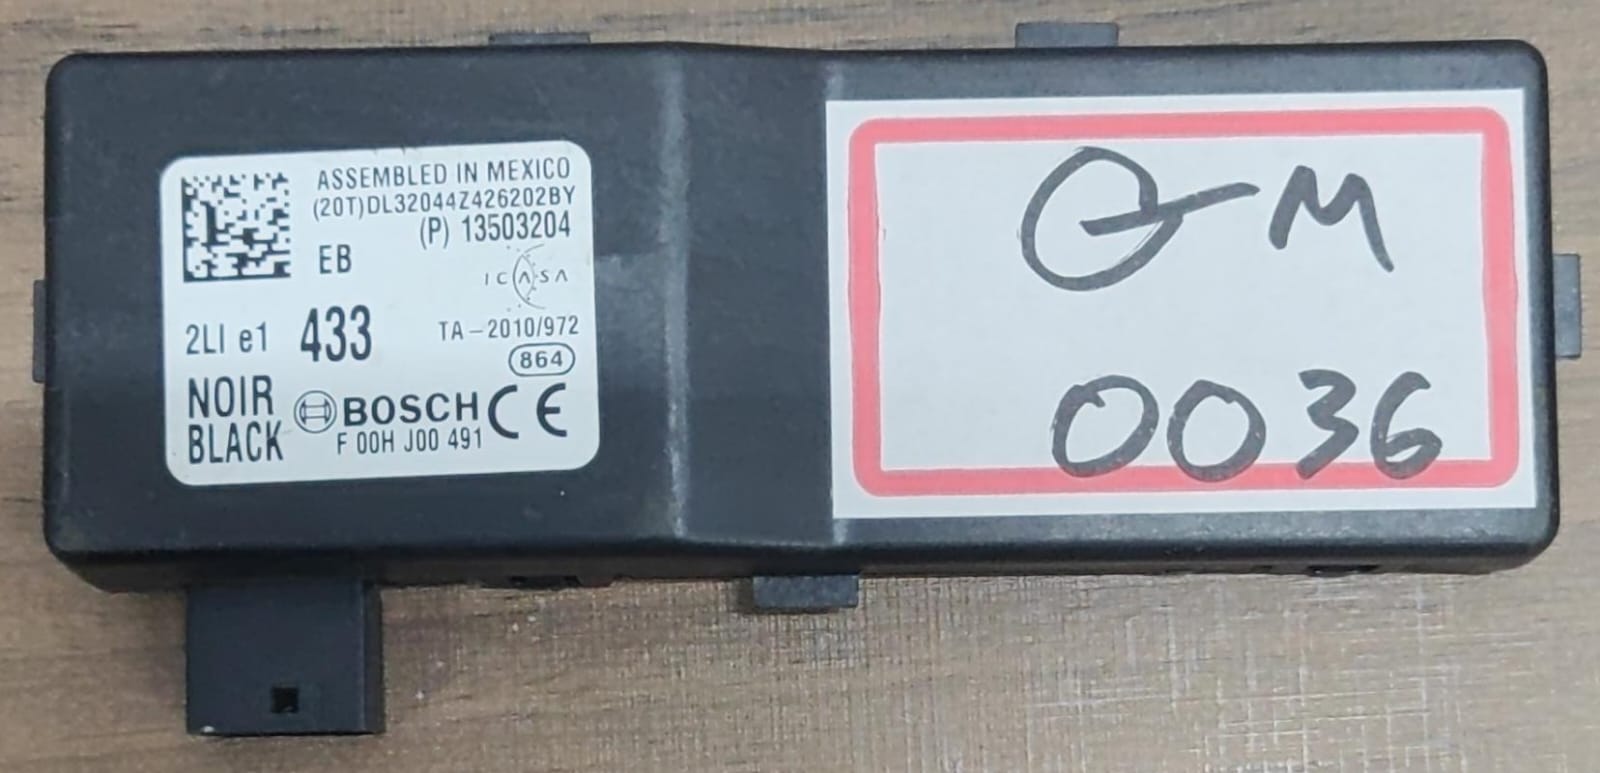 ASSEMBLED IN MEXICO
(20T)DL32044Z426202BY
(P) 13503204
EB
ICASA
2LI e1 433
TA-2010/972
864
NOIR
BLACK
BOSCH CE
F 00H J00 491
GM
0036